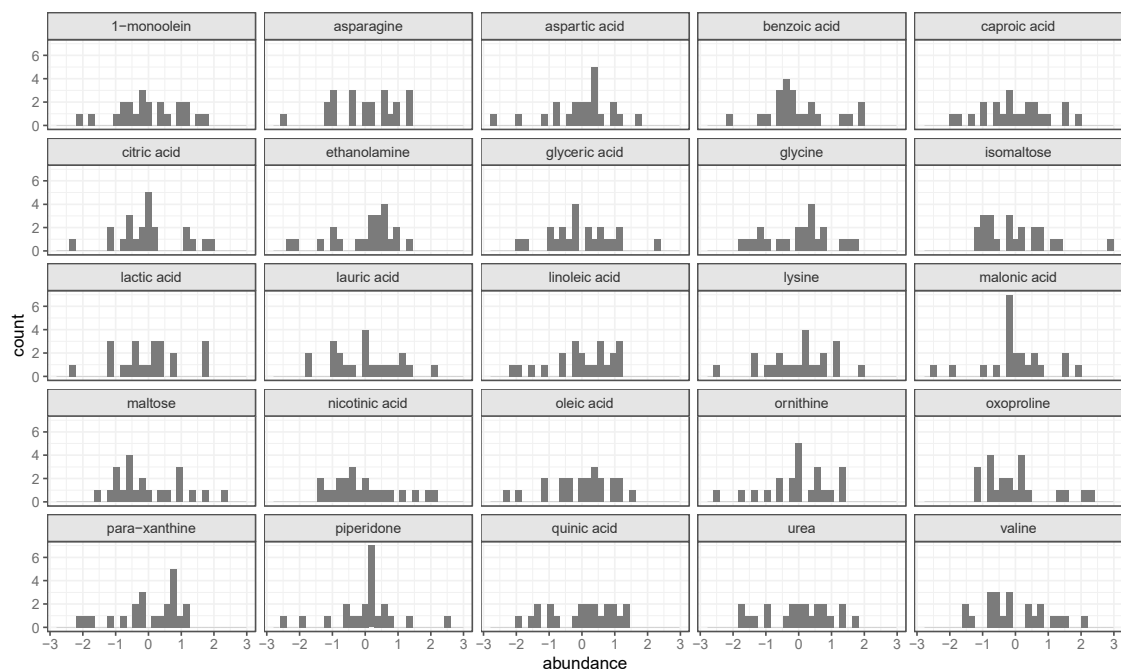 1−monoolein asparagine aspartic acid benzoic acid caproic acid
6
4
2
0
citric acid ethanolamine glyceric acid glycine isomaltose
6
4
2
0
lactic acid lauric acid linoleic acid lysine malonic acid
6
4
2
0
count
maltose nicotinic acid oleic acid ornithine oxoproline
6
4
2
0
para−xanthine piperidone quinic acid urea valine
6
4
2
0
−3 −2 −1 0 1 2 3 −3 −2 −1 0 1 2 3 −3 −2 −1 0 1 2 3 −3 −2 −1 0 1 2 3 −3 −2 −1 0 1 2 3
abundance